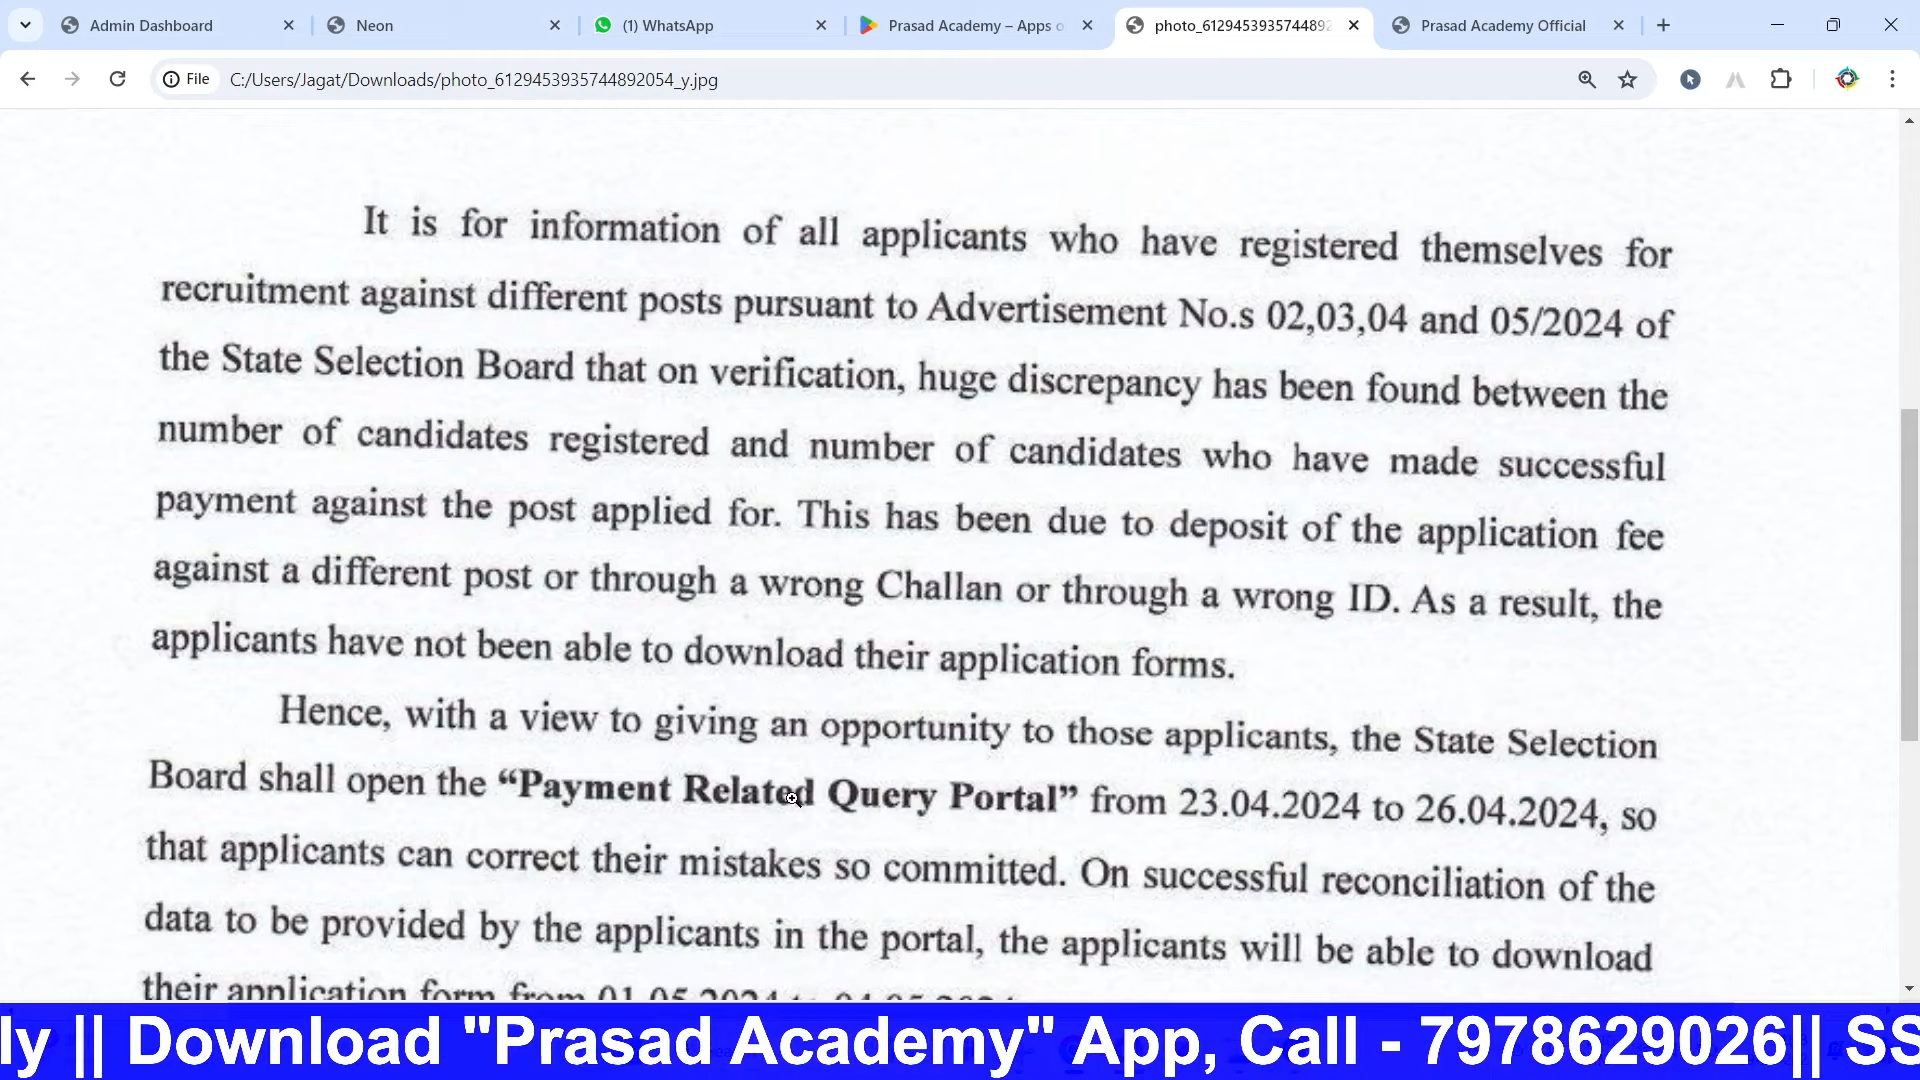 Admin Dashboard
Neon
(1) WhatsApp
Prasad Academy – Apps o
photo_612945393574489
Prasad Academy Official
File
C:/Users/Jagat/Downloads/photo_6129453935744892054_y.jpg
It is for information of all applicants who have registered themselves for
recruitment against different posts pursuant to Advertisement No.s 02,03,04 and 05/2024 of
the State Selection Board that on verification, huge discrepancy has been found between the
number of candidates registered and number of candidates who have made successful
payment against the post applied for. This has been due to deposit of the application fee
against a different post or through a wrong Challan or through a wrong ID. As a result, the
applicants have not been able to download their application forms.
Hence, with a view to giving an opportunity to those applicants, the State Selection
Board shall open the “Payment Related Query Portal” from 23.04.2024 to 26.04.2024, so
that applicants can correct their mistakes so committed. On successful reconciliation of the
data to be provided by the applicants in the portal, the applicants will be able to download
their application form from 01.05.2024
ly || Download "Prasad Academy" App, Call - 7978629026|| SS